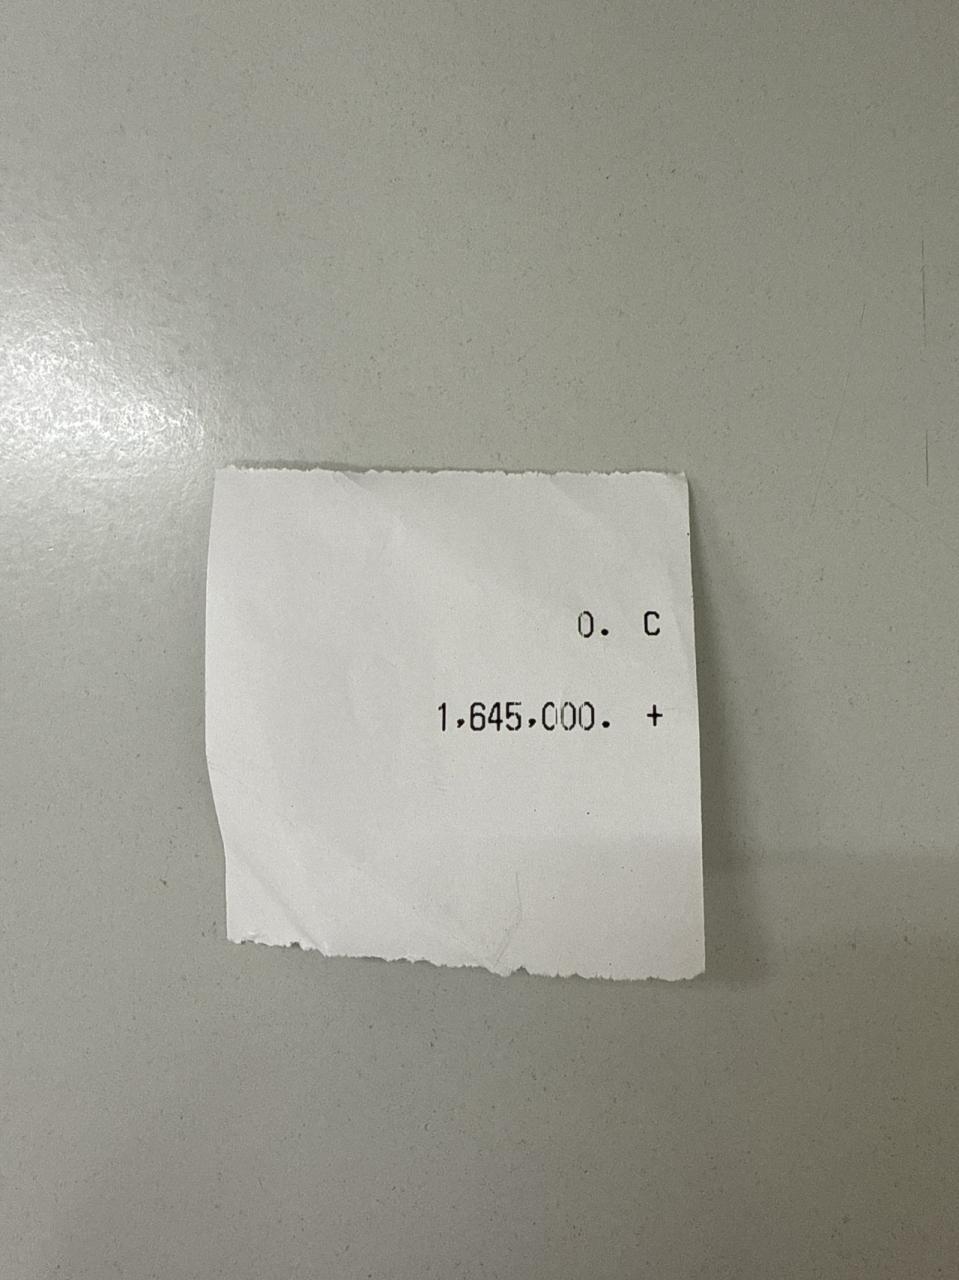 0. C
1,645,000. +